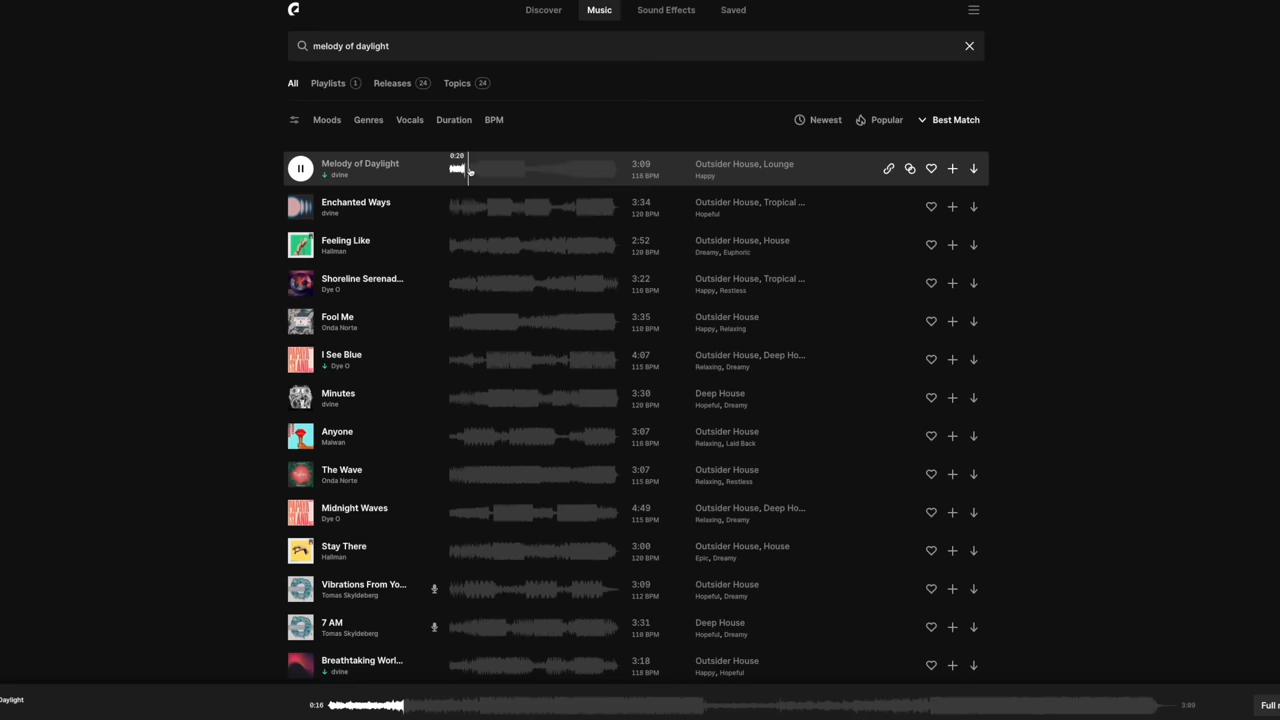 Discover Music Sound Effects Saved
melody of daylight
All Playlists 1 Releases 24 Topics 24
Moods Genres Vocals Duration BPM Newest Popular Best Match
Melody of Daylight 0:20 3:09 Outsider House, Lounge
dvine 116 BPM Happy
Enchanted Ways 3:34 Outsider House, Tropical ...
dvine 120 BPM Hopeful
Feeling Like 2:52 Outsider House, House
Hallman 120 BPM Dreamy, Euphoric
Shoreline Serenad... 3:22 Outsider House, Tropical ...
Dye O 110 BPM Happy, Restless
Fool Me 3:35 Outsider House
Onda Norte 110 BPM Happy, Relaxing
I See Blue 4:07 Outsider House, Deep Ho...
Dye O 115 BPM Relaxing, Dreamy
Minutes 3:30 Deep House
dvine 120 BPM Hopeful, Dreamy
Anyone 3:07 Outsider House
Maiwan 116 BPM Relaxing, Laid Back
The Wave 3:07 Outsider House
Onda Norte 115 BPM Relaxing, Restless
Midnight Waves 4:49 Outsider House, Deep Ho...
Dye O 115 BPM Relaxing, Dreamy
Stay There 3:00 Outsider House, House
Hallman 120 BPM Epic, Dreamy
Vibrations From Yo... 3:09 Outsider House
Tomas Skyldeberg 112 BPM Hopeful, Dreamy
7 AM 3:31 Deep House
Tomas Skyldeberg 110 BPM Hopeful, Dreamy
Breathtaking Worl... 3:18 Outsider House
dvine 118 BPM Happy, Hopeful
Daylight 0:16 3:09 Full